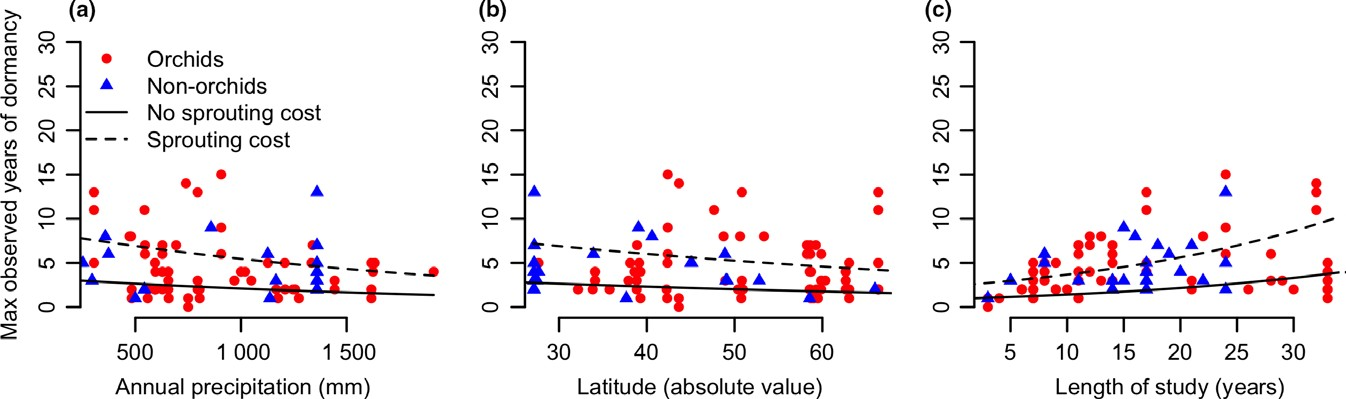 (a)
Max observed years of dormancy
30
25
20
15
10
5
0
Orchids
Non-orchids
No sprouting cost
Sprouting cost
500 1 000 1 500
Annual precipitation (mm)
(b)
30
25
20
15
10
5
0
30 40 50 60
Latitude (absolute value)
(c)
30
25
20
15
10
5
0
5 10 15 20 25 30
Length of study (years)